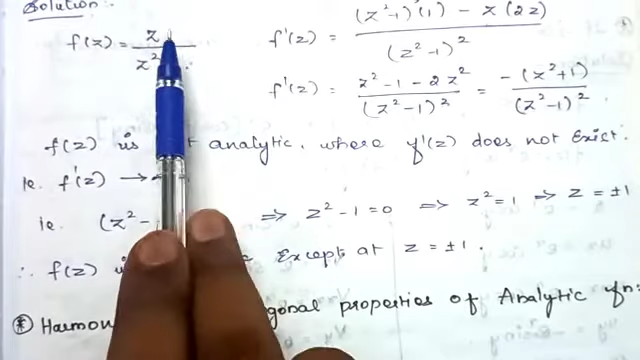 Solution:
f(z) = z / z² f'(z) = (z²-1)(1) - z(2z) / (z²-1)²
f'(z) = z²-1-2z² / (z²-1)² = -(z²+1) / (z²-1)²
f(z) is analytic, where f'(z) does not exist.
ie. f'(z) →
ie. (z²- ⇒ z²-1=0 ⇒ z²=1 ⇒ z = ±1
∴ f(z) Except at z = ±1.
* properties of Analytic fn: